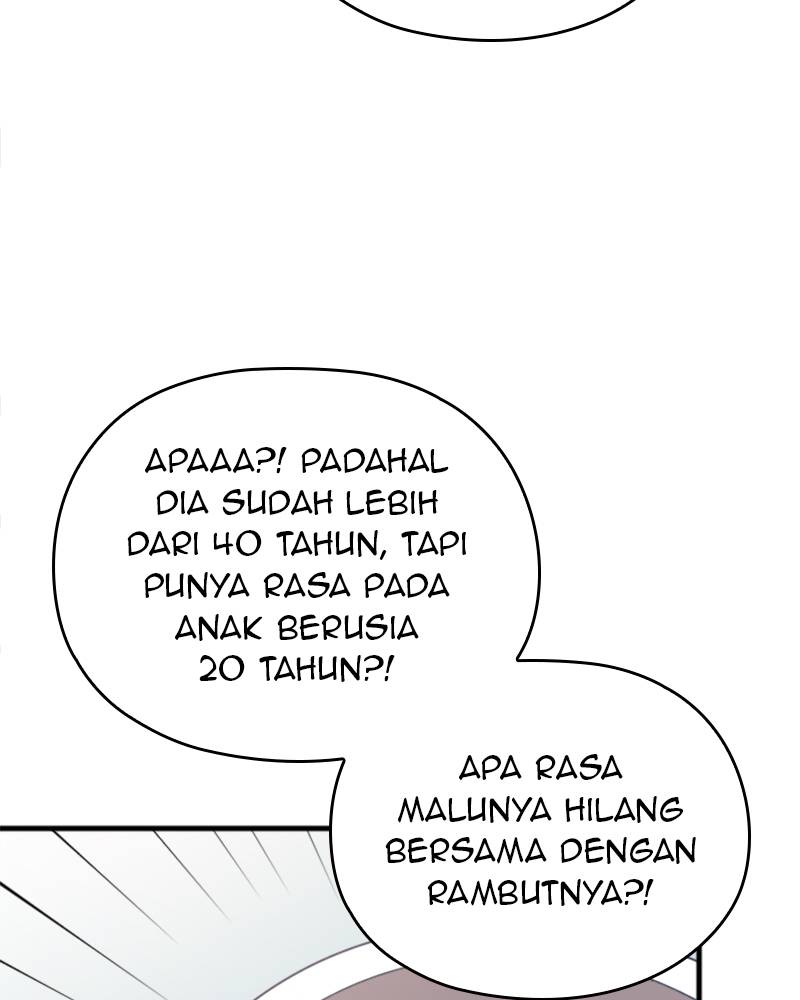 APAAA?! PADAHAL
DIA SUDAH LEBIH
DARI 40 TAHUN, TAPI
PUNYA RASA PADA
ANAK BERUSIA
20 TAHUN?!
APA RASA
MALUNYA HILANG
BERSAMA DENGAN
RAMBUTNYA?!